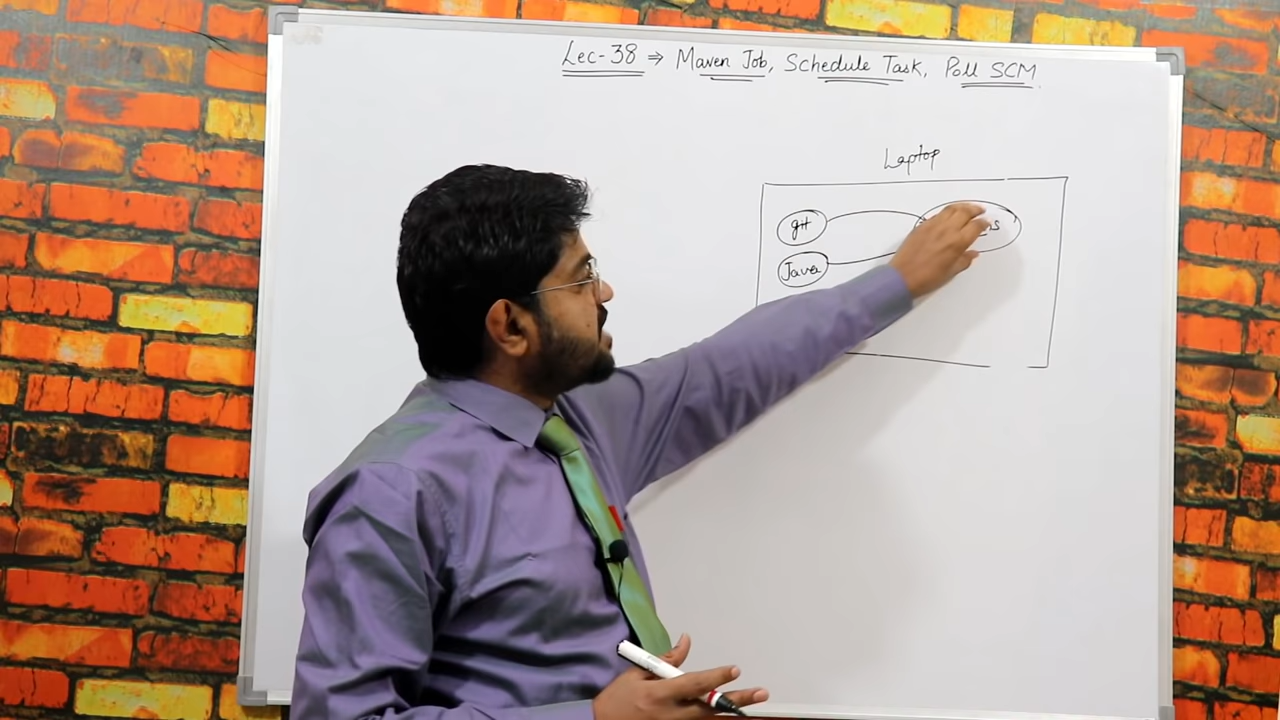 Lec-38 ⇒ Maven Job, Schedule Task, Poll SCM.
Laptop
git
Java